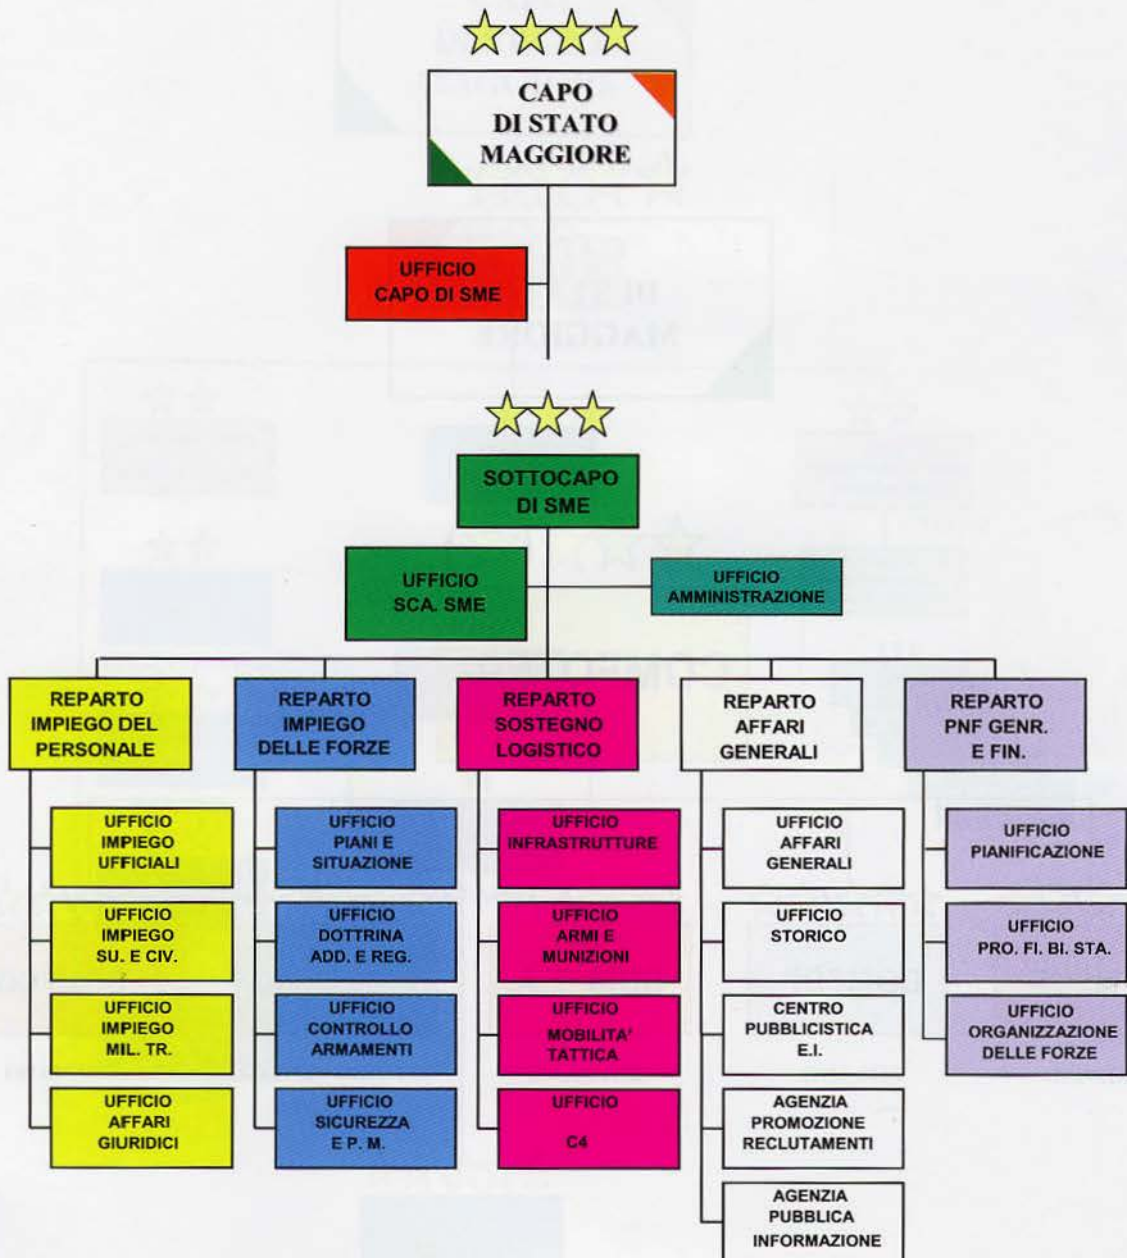 CAPO
DI STATO
MAGGIORE
UFFICIO
CAPO DI SME
SOTTOCAPO
DI SME
UFFICIO
SCA. SME
UFFICIO
AMMINISTRAZIONE
REPARTO
IMPIEGO DEL
PERSONALE
REPARTO
IMPIEGO
DELLE FORZE
REPARTO
SOSTEGNO
LOGISTICO
REPARTO
AFFARI
GENERALI
REPARTO
PNF GENR.
E FIN.
UFFICIO
IMPIEGO
UFFICIALI
UFFICIO
IMPIEGO
SU. E CIV.
UFFICIO
IMPIEGO
MIL. TR.
UFFICIO
AFFARI
GIURIDICI
UFFICIO
PIANI E
SITUAZIONE
UFFICIO
DOTTRINA
ADD. E REG.
UFFICIO
CONTROLLO
ARMAMENTI
UFFICIO
SICUREZZA
E P. M.
UFFICIO
INFRASTRUTTURE
UFFICIO
ARMI E
MUNIZIONI
UFFICIO
MOBILITA'
TATTICA
UFFICIO
C4
UFFICIO
AFFARI
GENERALI
UFFICIO
STORICO
CENTRO
PUBBLICISTICA
E.I.
AGENZIA
PROMOZIONE
RECLUTAMENTI
AGENZIA
PUBBLICA
INFORMAZIONE
UFFICIO
PIANIFICAZIONE
UFFICIO
PRO. FI. BI. STA.
UFFICIO
ORGANIZZAZIONE
DELLE FORZE